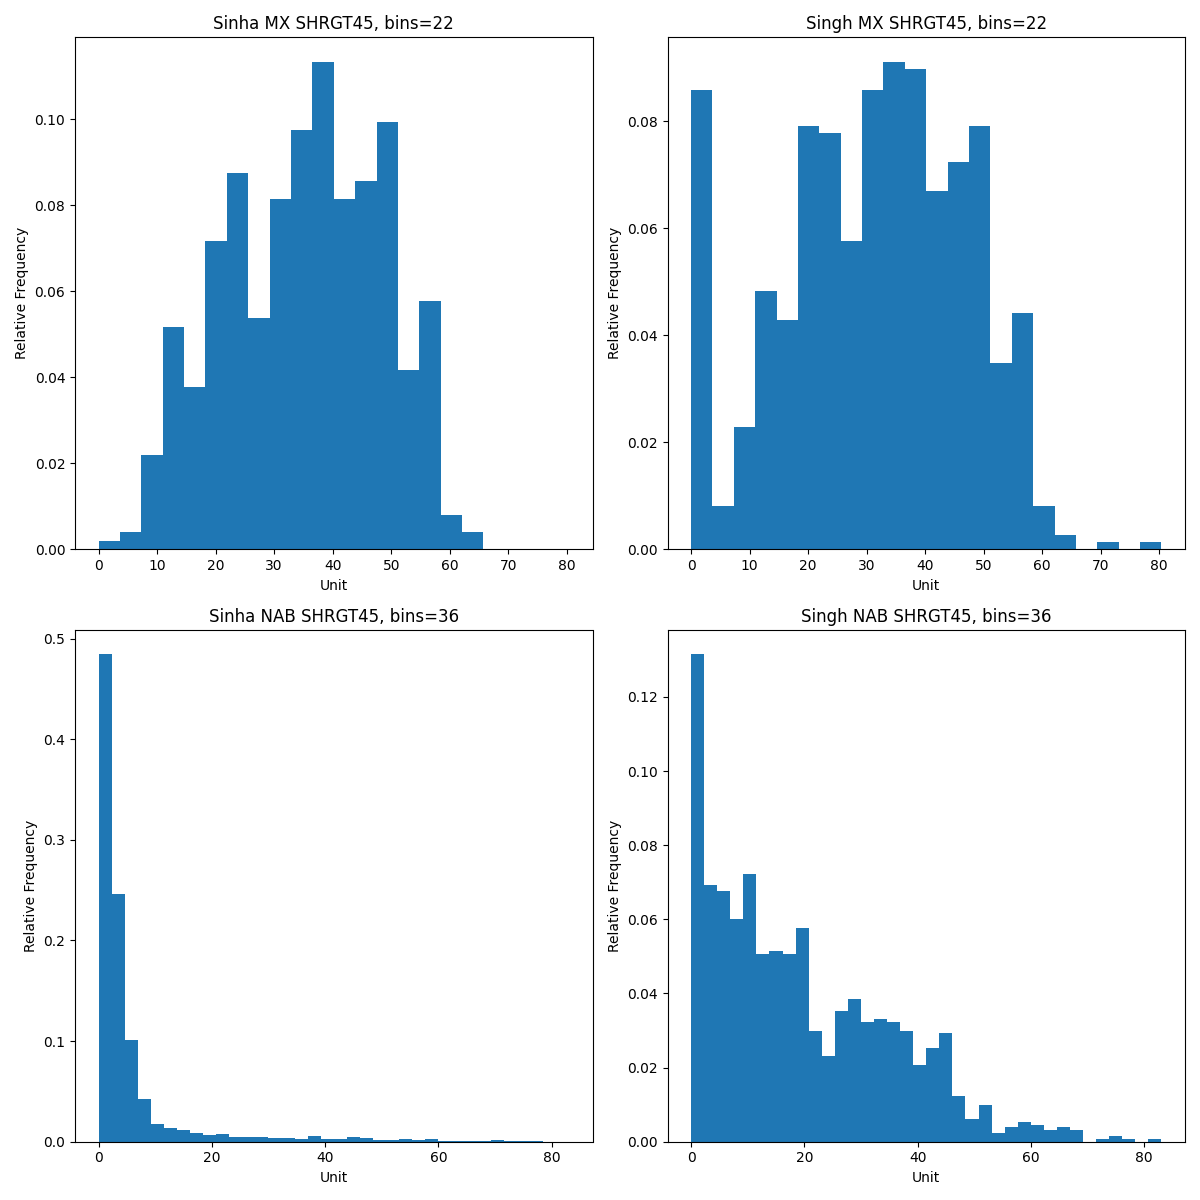 Sinha MX SHRGT45, bins=22
Relative Frequency
0.10
0.08
0.06
0.04
0.02
0.00
0 10 20 30 40 50 60 70 80
Unit
Singh MX SHRGT45, bins=22
Relative Frequency
0.08
0.06
0.04
0.02
0.00
0 10 20 30 40 50 60 70 80
Unit
Sinha NAB SHRGT45, bins=36
Relative Frequency
0.5
0.4
0.3
0.2
0.1
0.0
0 20 40 60 80
Unit
Singh NAB SHRGT45, bins=36
Relative Frequency
0.12
0.10
0.08
0.06
0.04
0.02
0.00
0 20 40 60 80
Unit